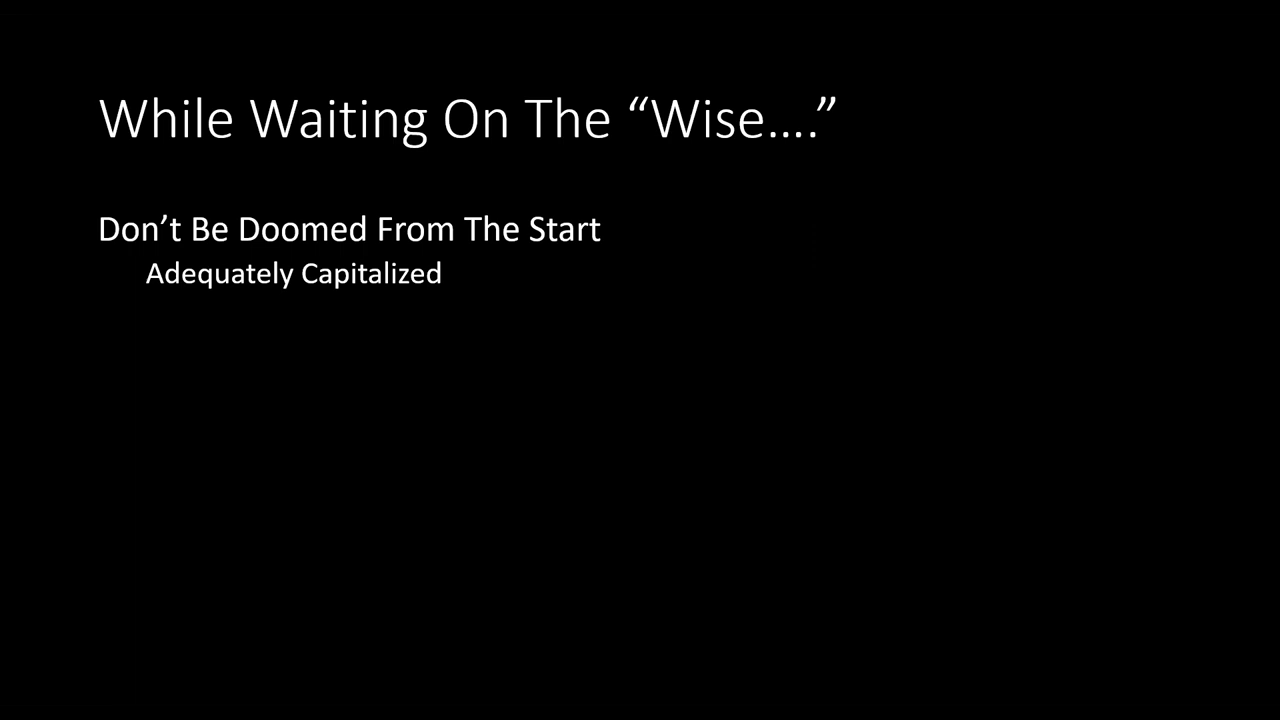 While Waiting On The “Wise….”
Don’t Be Doomed From The Start
Adequately Capitalized